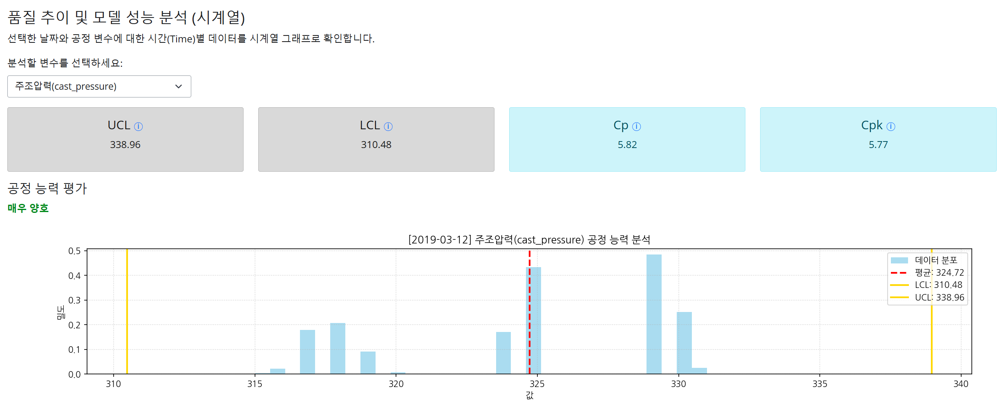 품질 추이 및 모델 성능 분석 (시계열)
선택한 날짜와 공정 변수에 대한 시간(Time)별 데이터를 시계열 그래프로 확인합니다.
분석할 변수를 선택하세요:
주조압력(cast_pressure)
UCL ⓘ
338.96
LCL ⓘ
310.48
Cp ⓘ
5.82
Cpk ⓘ
5.77
공정 능력 평가
매우 양호
[2019-03-12] 주조압력(cast_pressure) 공정 능력 분석
밀도
0.5
0.4
0.3
0.2
0.1
0.0
데이터 분포
평균: 324.72
LCL: 310.48
UCL: 338.96
310 315 320 325 330 335 340
값